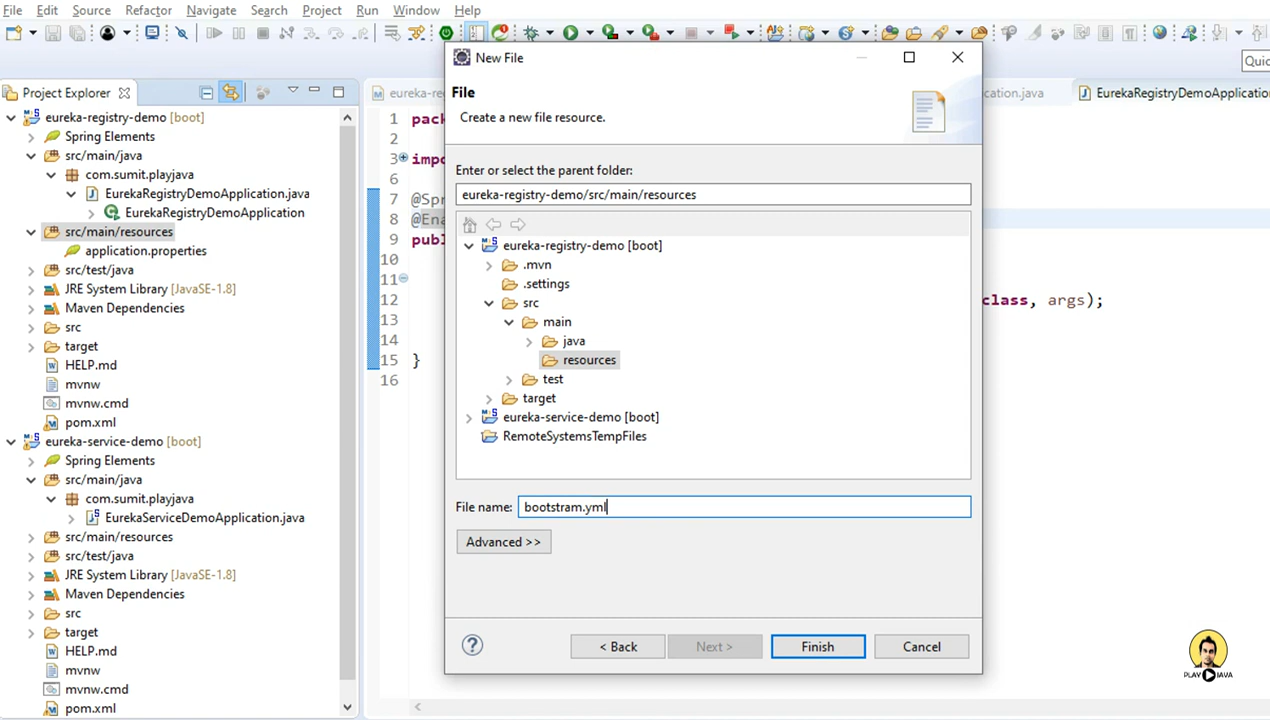 File Edit Source Refactor Navigate Search Project Run Window Help
Quic
Project Explorer
eureka-registry-demo [boot]
Spring Elements
src/main/java
com.sumit.playjava
EurekaRegistryDemoApplication.java
EurekaRegistryDemoApplication
src/main/resources
application.properties
src/test/java
JRE System Library [JavaSE-1.8]
Maven Dependencies
src
target
HELP.md
mvnw
mvnw.cmd
pom.xml
eureka-service-demo [boot]
Spring Elements
src/main/java
com.sumit.playjava
EurekaServiceDemoApplication.java
src/main/resources
src/test/java
JRE System Library [JavaSE-1.8]
Maven Dependencies
src
target
HELP.md
mvnw
mvnw.cmd
pom.xml
eureka-re
ication.java
EurekaRegistryDemoApplication
1 pack
2
3 impo
6
7 @Spr
8 @Ena
9 publ
10
11
12 class, args);
13
14
15 }
16
New File
File
Create a new file resource.
Enter or select the parent folder:
eureka-registry-demo/src/main/resources
eureka-registry-demo [boot]
.mvn
.settings
src
main
java
resources
test
target
eureka-service-demo [boot]
RemoteSystemsTempFiles
File name: bootstram.yml
Advanced >>
< Back Next > Finish Cancel
PLAY JAVA